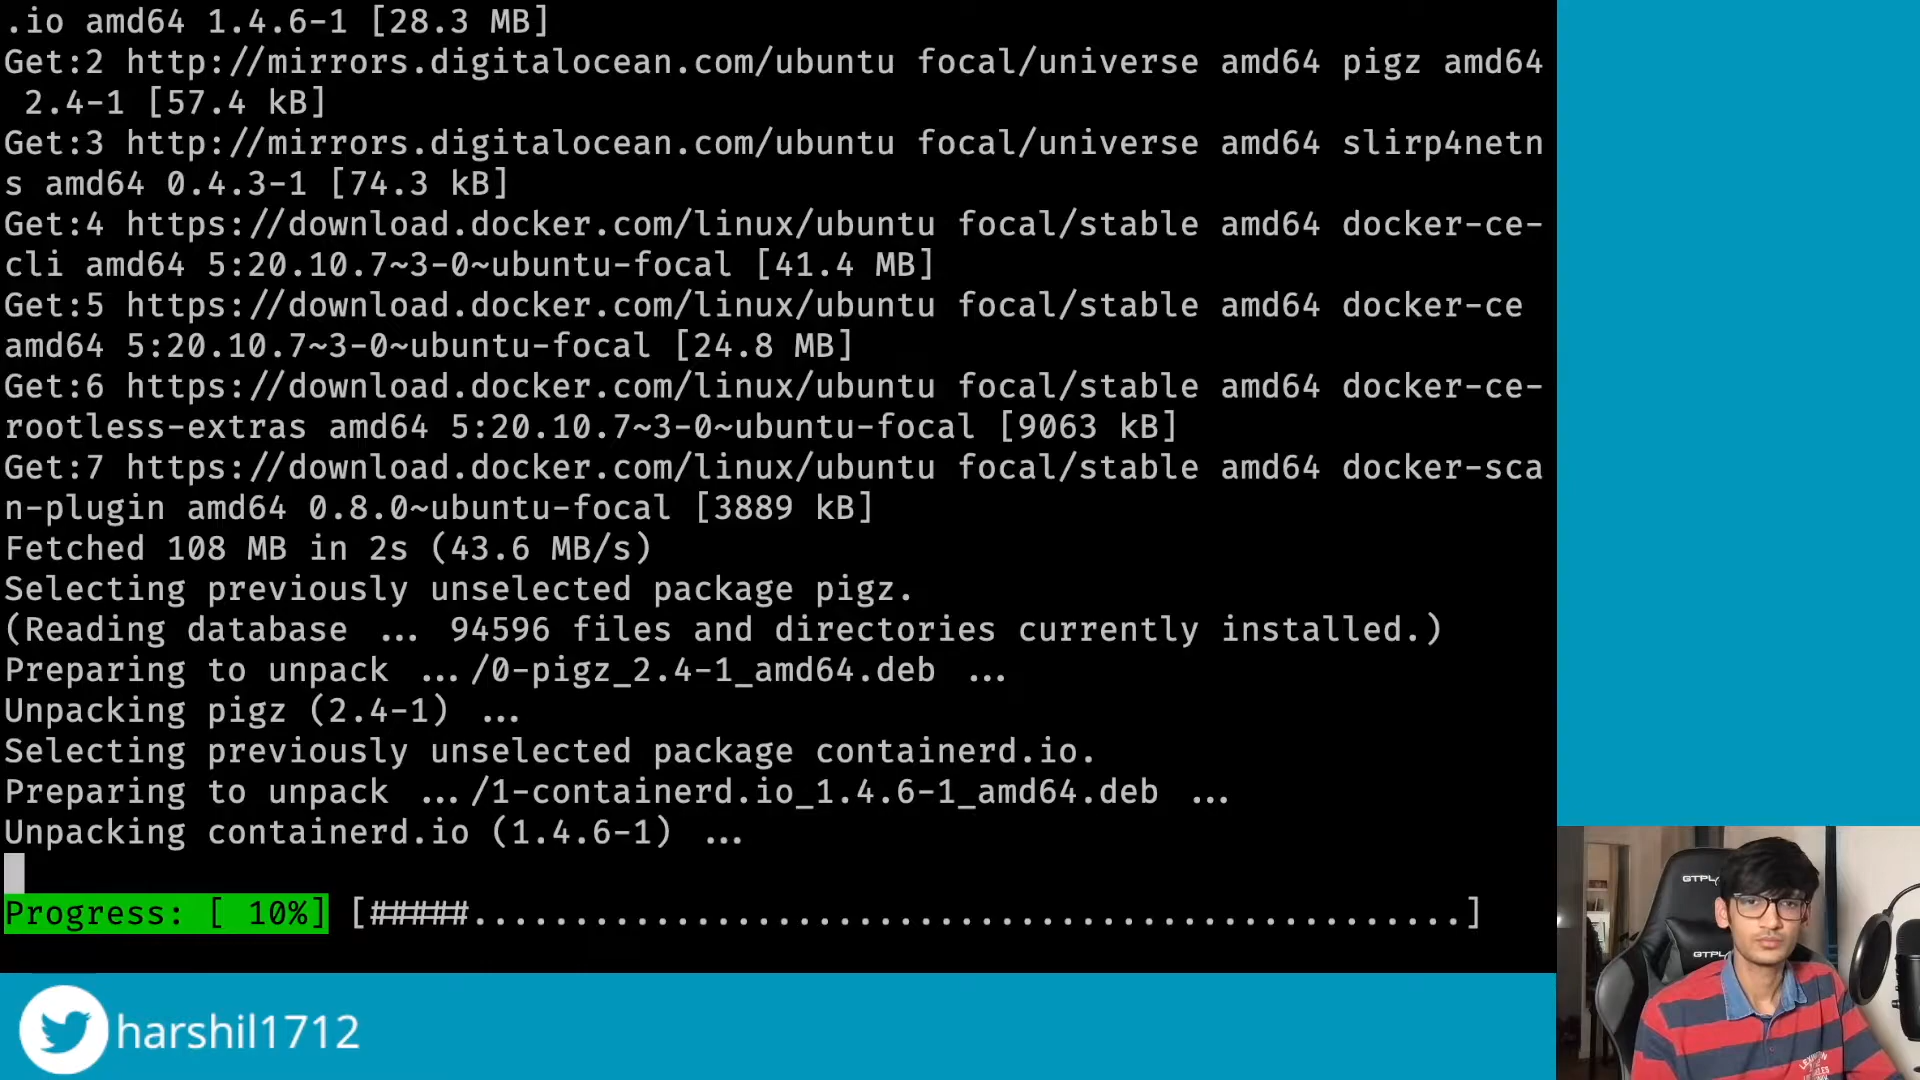 .io amd64 1.4.6-1 [28.3 MB]
Get:2 http://mirrors.digitalocean.com/ubuntu focal/universe amd64 pigz amd64
2.4-1 [57.4 kB]
Get:3 http://mirrors.digitalocean.com/ubuntu focal/universe amd64 slirp4netn
s amd64 0.4.3-1 [74.3 kB]
Get:4 https://download.docker.com/linux/ubuntu focal/stable amd64 docker-ce-
cli amd64 5:20.10.7~3-0~ubuntu-focal [41.4 MB]
Get:5 https://download.docker.com/linux/ubuntu focal/stable amd64 docker-ce
amd64 5:20.10.7~3-0~ubuntu-focal [24.8 MB]
Get:6 https://download.docker.com/linux/ubuntu focal/stable amd64 docker-ce-
rootless-extras amd64 5:20.10.7~3-0~ubuntu-focal [9063 kB]
Get:7 https://download.docker.com/linux/ubuntu focal/stable amd64 docker-sca
n-plugin amd64 0.8.0~ubuntu-focal [3889 kB]
Fetched 108 MB in 2s (43.6 MB/s)
Selecting previously unselected package pigz.
(Reading database ... 94596 files and directories currently installed.)
Preparing to unpack .../0-pigz_2.4-1_amd64.deb ...
Unpacking pigz (2.4-1) ...
Selecting previously unselected package containerd.io.
Preparing to unpack .../1-containerd.io_1.4.6-1_amd64.deb ...
Unpacking containerd.io (1.4.6-1) ...
Progress: [ 10%] [#####.................................................]
harshil1712